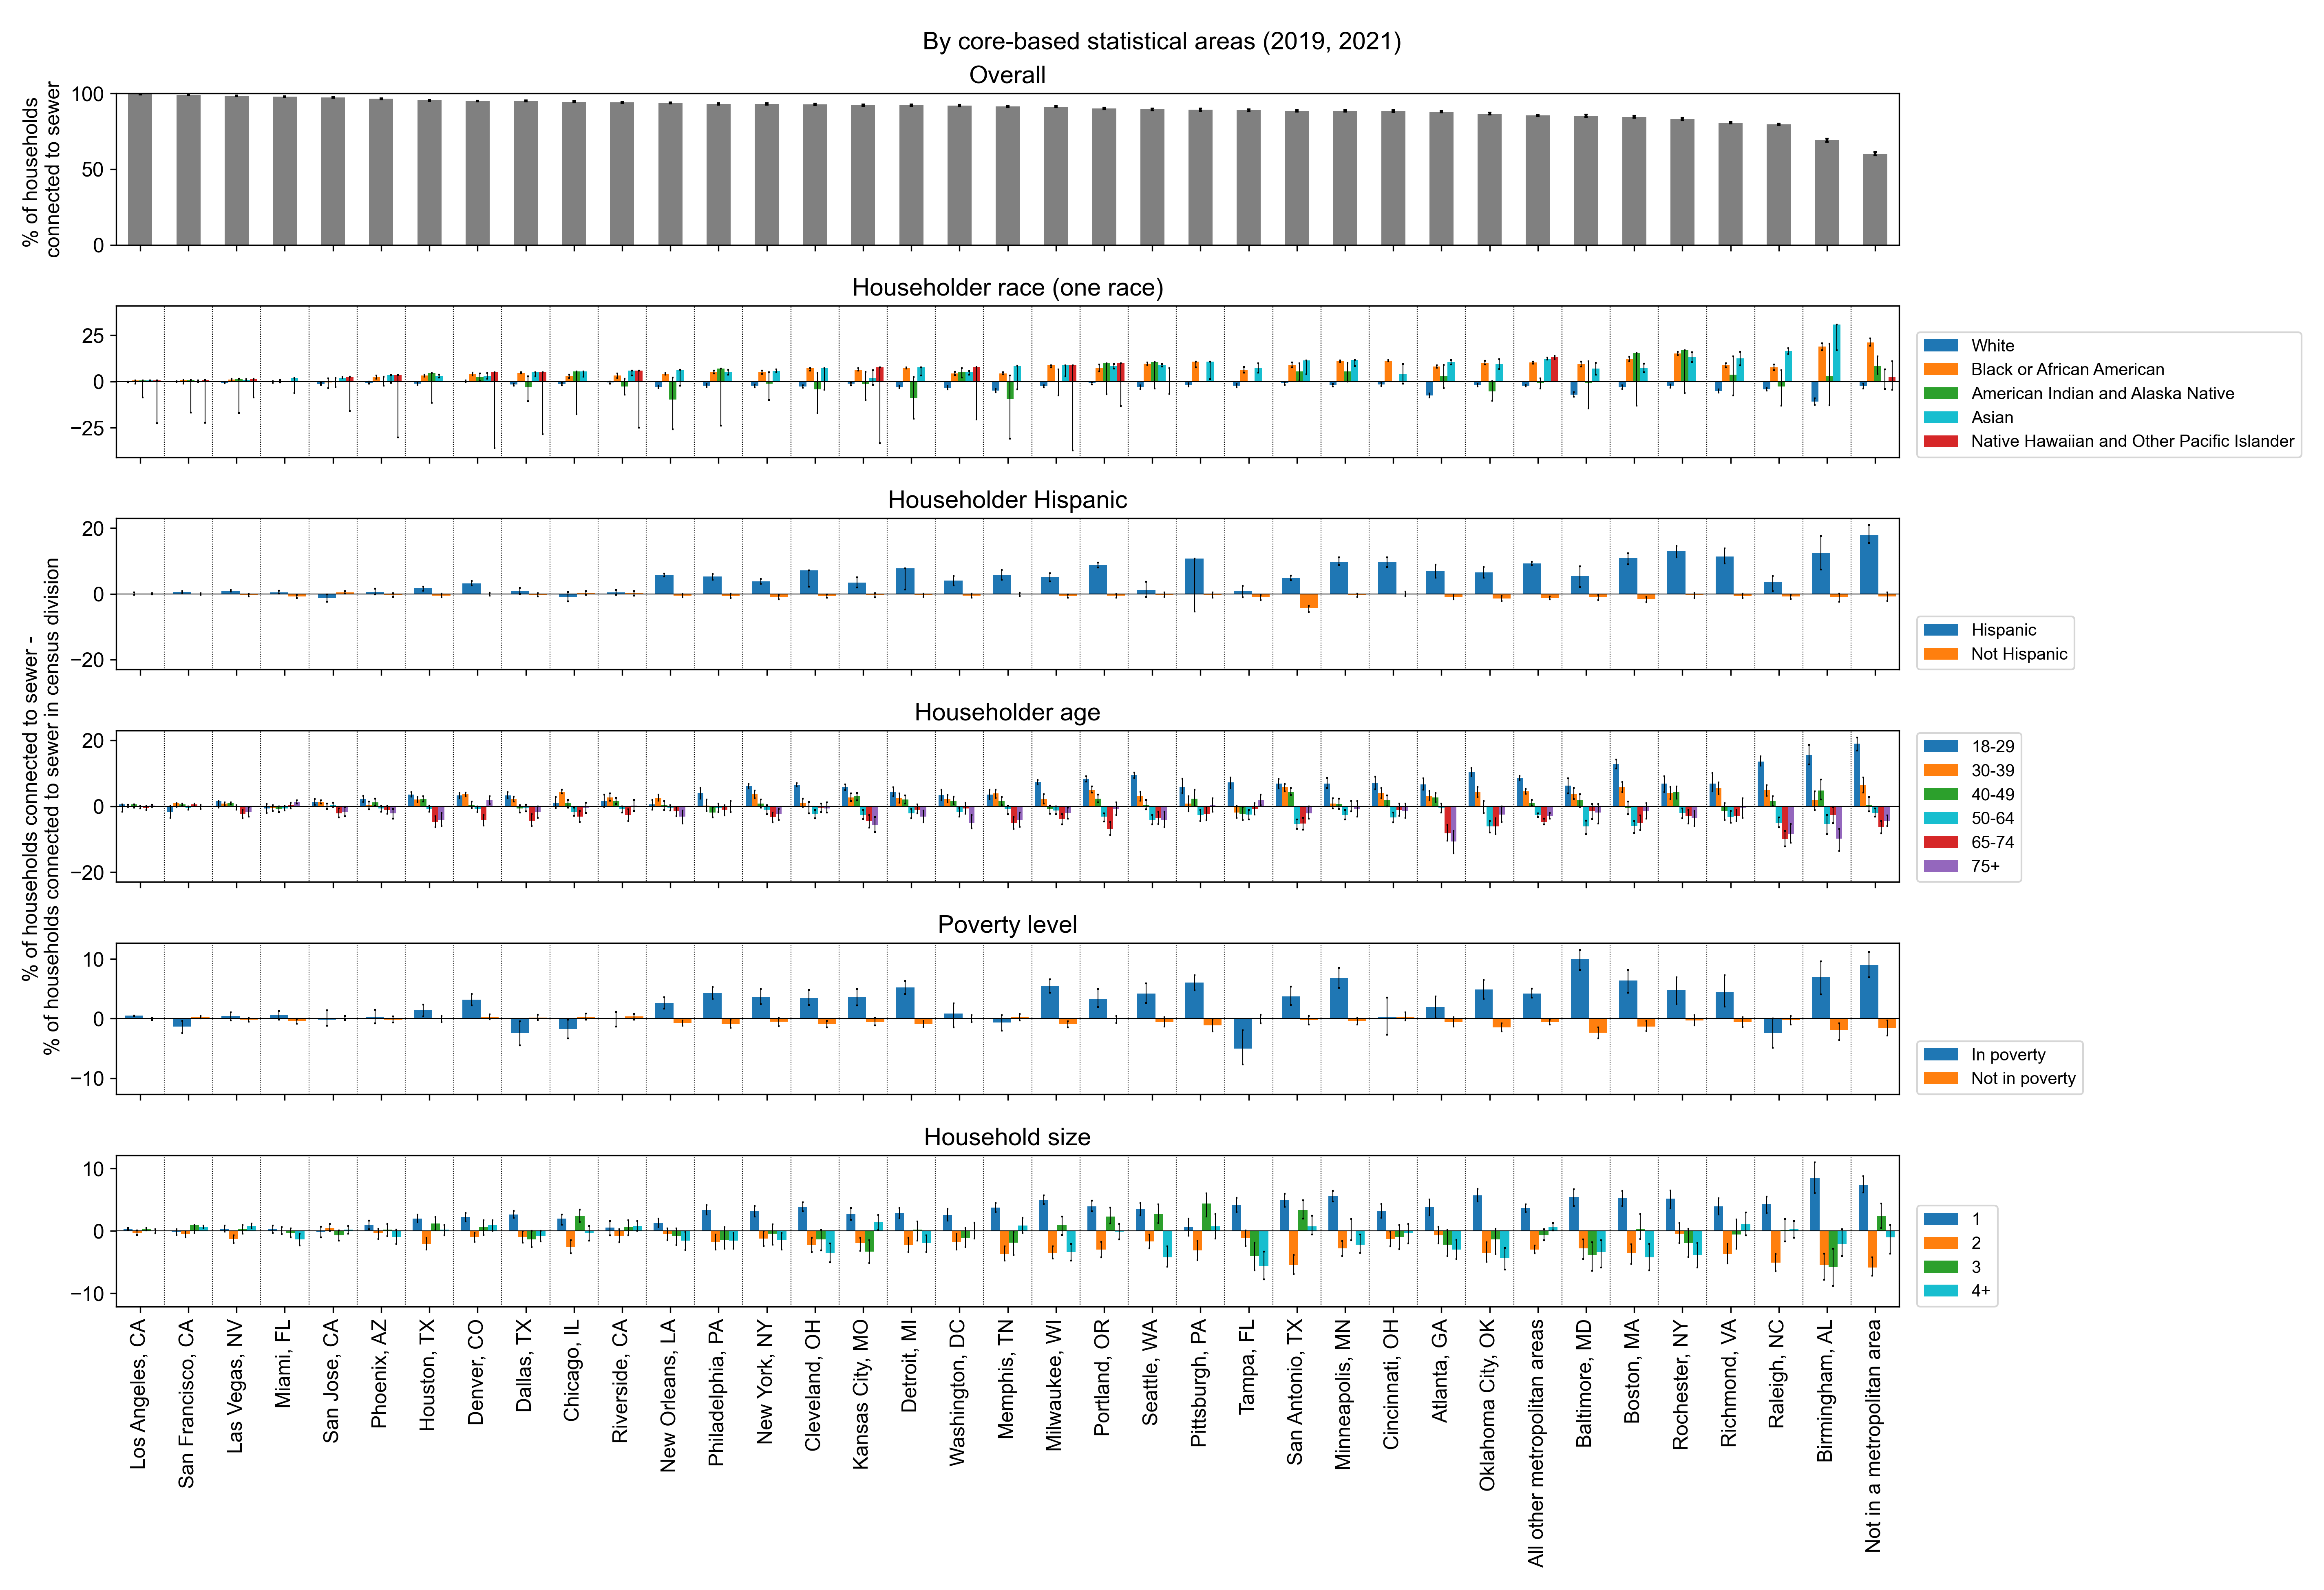 By core-based statistical areas (2019, 2021)
Overall
% of households
connected to sewer
100
50
0
Householder race (one race)
25
0
−25
White
Black or African American
American Indian and Alaska Native
Asian
Native Hawaiian and Other Pacific Islander
% of households connected to sewer -
% of households connected to sewer in census division
Householder Hispanic
20
0
−20
Hispanic
Not Hispanic
Householder age
20
0
−20
18-29
30-39
40-49
50-64
65-74
75+
Poverty level
10
0
−10
In poverty
Not in poverty
Household size
10
0
−10
1
2
3
4+
Los Angeles, CA
San Francisco, CA
Las Vegas, NV
Miami, FL
San Jose, CA
Phoenix, AZ
Houston, TX
Denver, CO
Dallas, TX
Chicago, IL
Riverside, CA
New Orleans, LA
Philadelphia, PA
New York, NY
Cleveland, OH
Kansas City, MO
Detroit, MI
Washington, DC
Memphis, TN
Milwaukee, WI
Portland, OR
Seattle, WA
Pittsburgh, PA
Tampa, FL
San Antonio, TX
Minneapolis, MN
Cincinnati, OH
Atlanta, GA
Oklahoma City, OK
All other metropolitan areas
Baltimore, MD
Boston, MA
Rochester, NY
Richmond, VA
Raleigh, NC
Birmingham, AL
Not in a metropolitan area